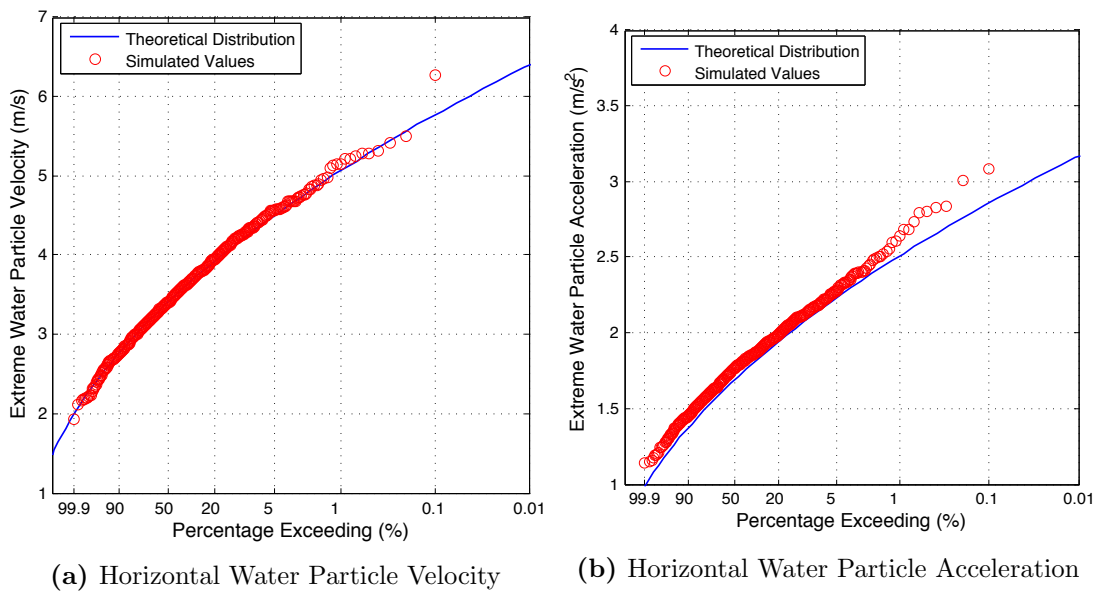 7
6
5
4
3
2
1
Extreme Water Particle Velocity (m/s)
Theoretical Distribution
Simulated Values
99.9 90 50 20 5 1 0.1 0.01
Percentage Exceeding (%)
(a) Horizontal Water Particle Velocity
4
3.5
3
2.5
2
1.5
1
Extreme Water Particle Acceleration (m/s²)
Theoretical Distribution
Simulated Values
99.9 90 50 20 5 1 0.1 0.01
Percentage Exceeding (%)
(b) Horizontal Water Particle Acceleration